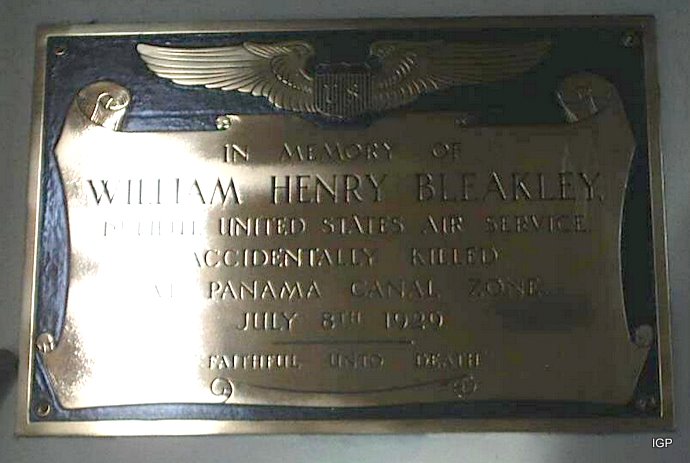 U S
IN MEMORY OF
WILLIAM HENRY BLEAKLEY,
UNITED STATES AIR SERVICE
ACCIDENTALLY KILLED
AT PANAMA CANAL ZONE
JULY 8TH 1929
FAITHFUL UNTO DEATH
IGP